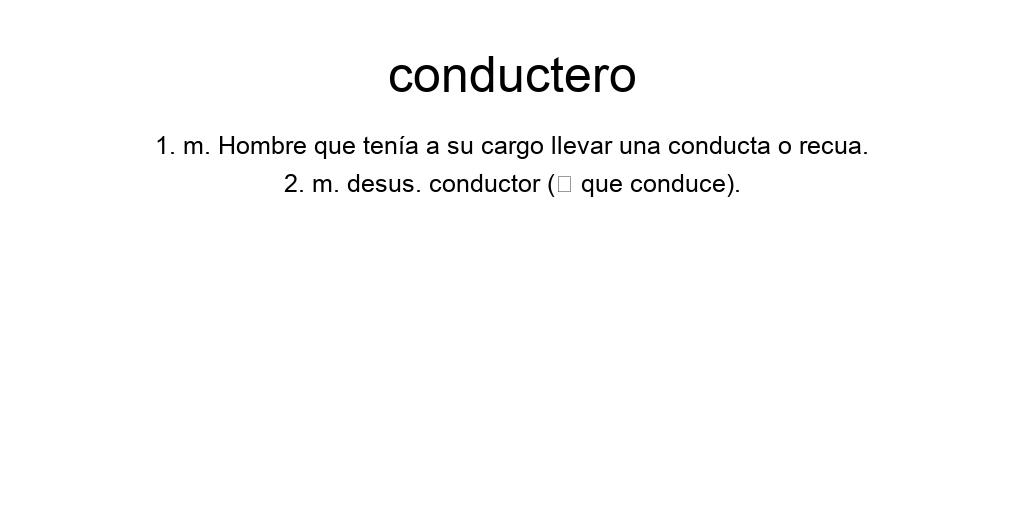 conductero
1. m. Hombre que tenía a su cargo llevar una conducta o recua.
2. m. desus. conductor (□ que conduce).